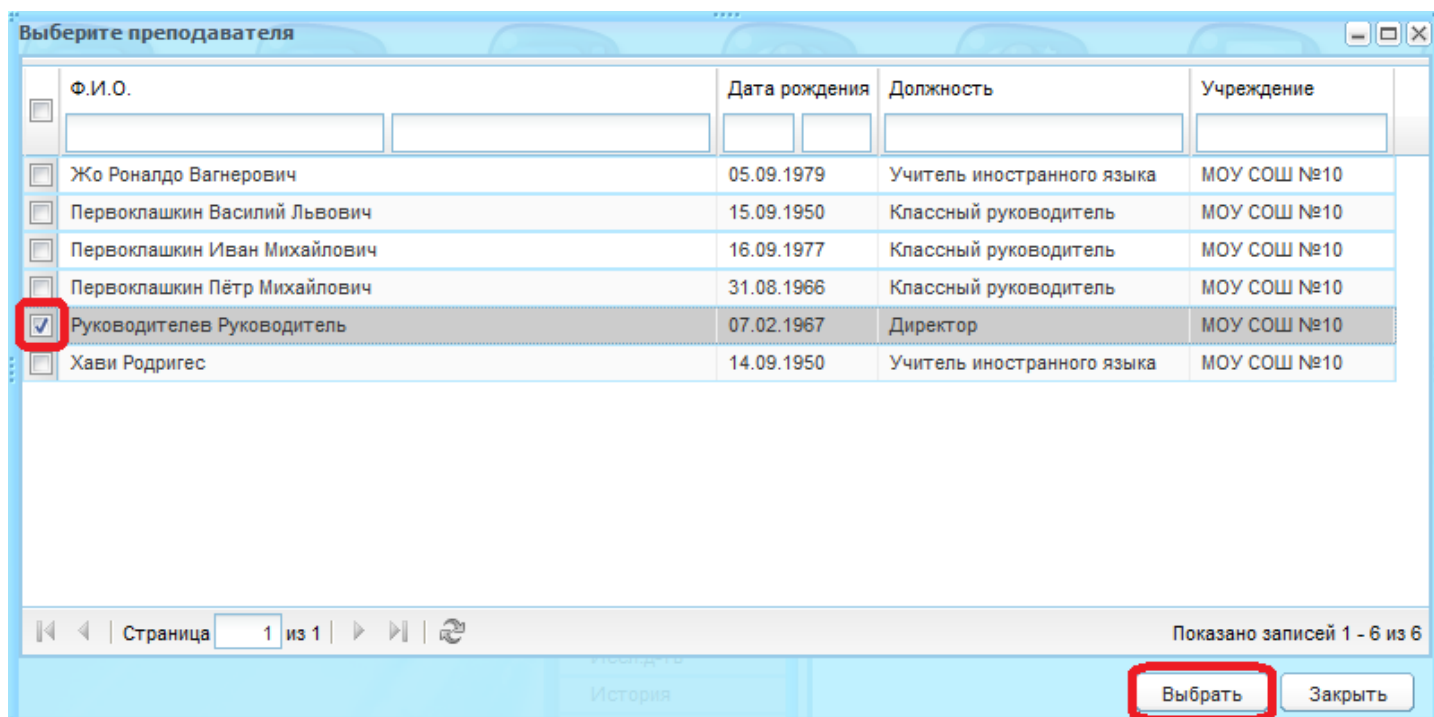 Выберите преподавателя
Ф.И.О. Дата рождения Должность Учреждение
Жо Роналдо Вагнерович 05.09.1979 Учитель иностранного языка МОУ СОШ №10
Первоклашкин Василий Львович 15.09.1950 Классный руководитель МОУ СОШ №10
Первоклашкин Иван Михайлович 16.09.1977 Классный руководитель МОУ СОШ №10
Первоклашкин Пётр Михайлович 31.08.1966 Классный руководитель МОУ СОШ №10
Руководителев Руководитель 07.02.1967 Директор МОУ СОШ №10
Хави Родригес 14.09.1950 Учитель иностранного языка МОУ СОШ №10
Страница 1 из 1 Показано записей 1 - 6 из 6
История Выбрать Закрыть